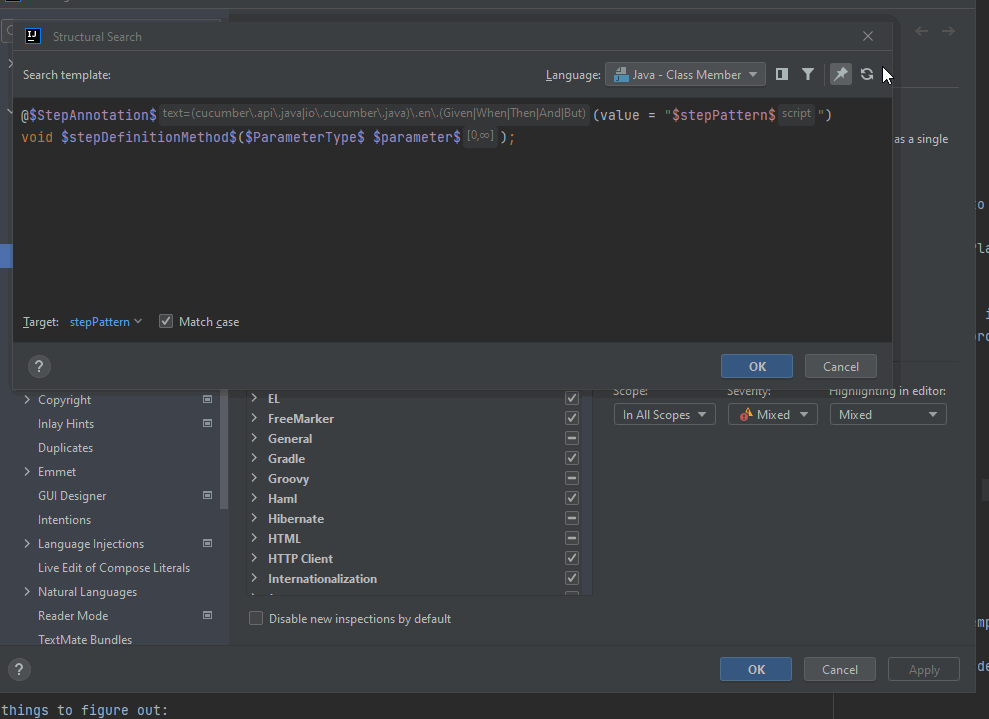 Structural Search
Search template:
Language:
Java - Class Member
@$StepAnnotation$ text=(cucumber\.api\.java|io\.cucumber\.java)\.en\.(Given|When|Then|And|But) (value = "$stepPattern$ script ")
void $stepDefinitionMethod$($ParameterType$ $parameter$ [0,∞] );
as a single
Target: stepPattern
Match case
?
OK
Cancel
Copyright
Inlay Hints
Duplicates
Emmet
GUI Designer
Intentions
Language Injections
Live Edit of Compose Literals
Natural Languages
Reader Mode
TextMate Bundles
EL
FreeMarker
General
Gradle
Groovy
Haml
Hibernate
HTML
HTTP Client
Internationalization
Disable new inspections by default
Scope:
Severity:
Highlighting in editor:
In All Scopes
Mixed
Mixed
?
OK
Cancel
Apply
things to figure out: